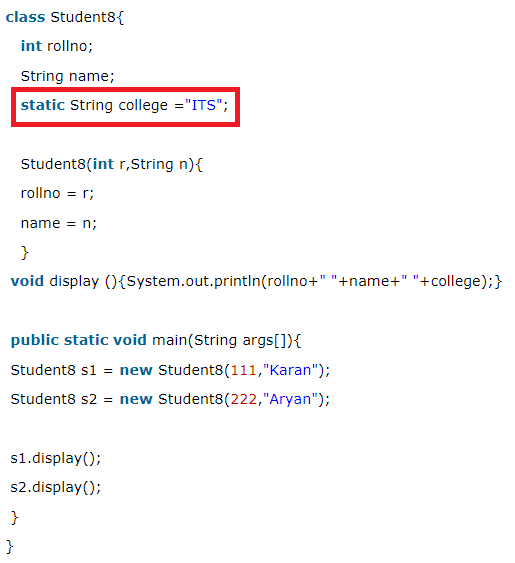 class Student8{
int rollno;
String name;
static String college ="ITS";
Student8(int r,String n){
rollno = r;
name = n;
}
void display (){System.out.println(rollno+" "+name+" "+college);}
public static void main(String args[]){
Student8 s1 = new Student8(111,"Karan");
Student8 s2 = new Student8(222,"Aryan");
s1.display();
s2.display();
}
}